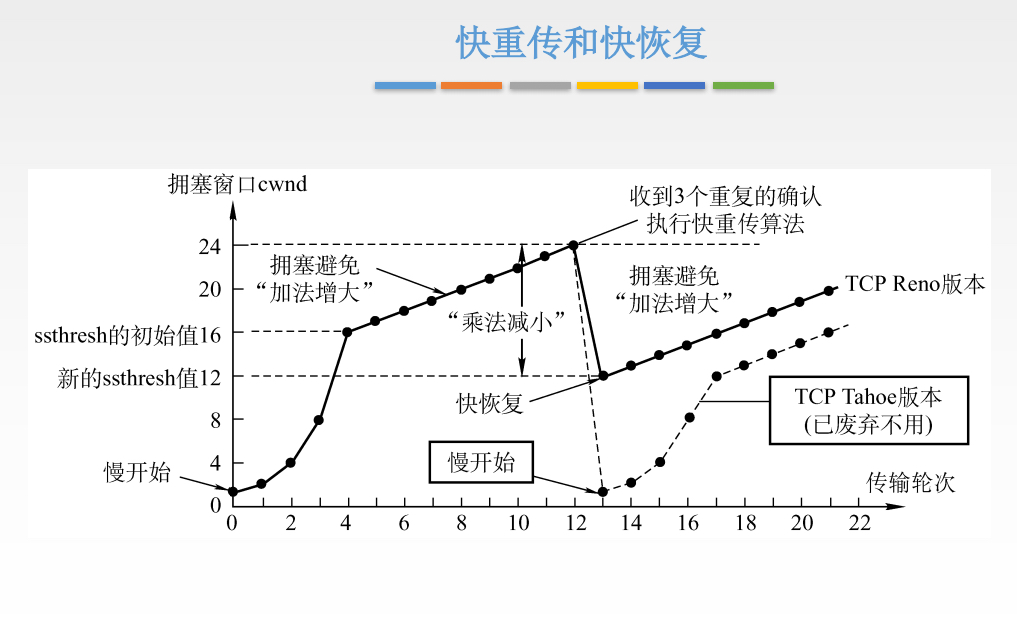 快重传和快恢复
拥塞窗口cwnd
收到3个重复的确认
执行快重传算法
24
拥塞避免
“加法增大”
拥塞避免
“加法增大”
20
TCP Reno版本
“乘法减小”
ssthresh的初始值16
新的ssthresh值12
快恢复
TCP Tahoe版本
(已废弃不用)
8
慢开始
4
慢开始
传输轮次
0
0 2 4 6 8 10 12 14 16 18 20 22